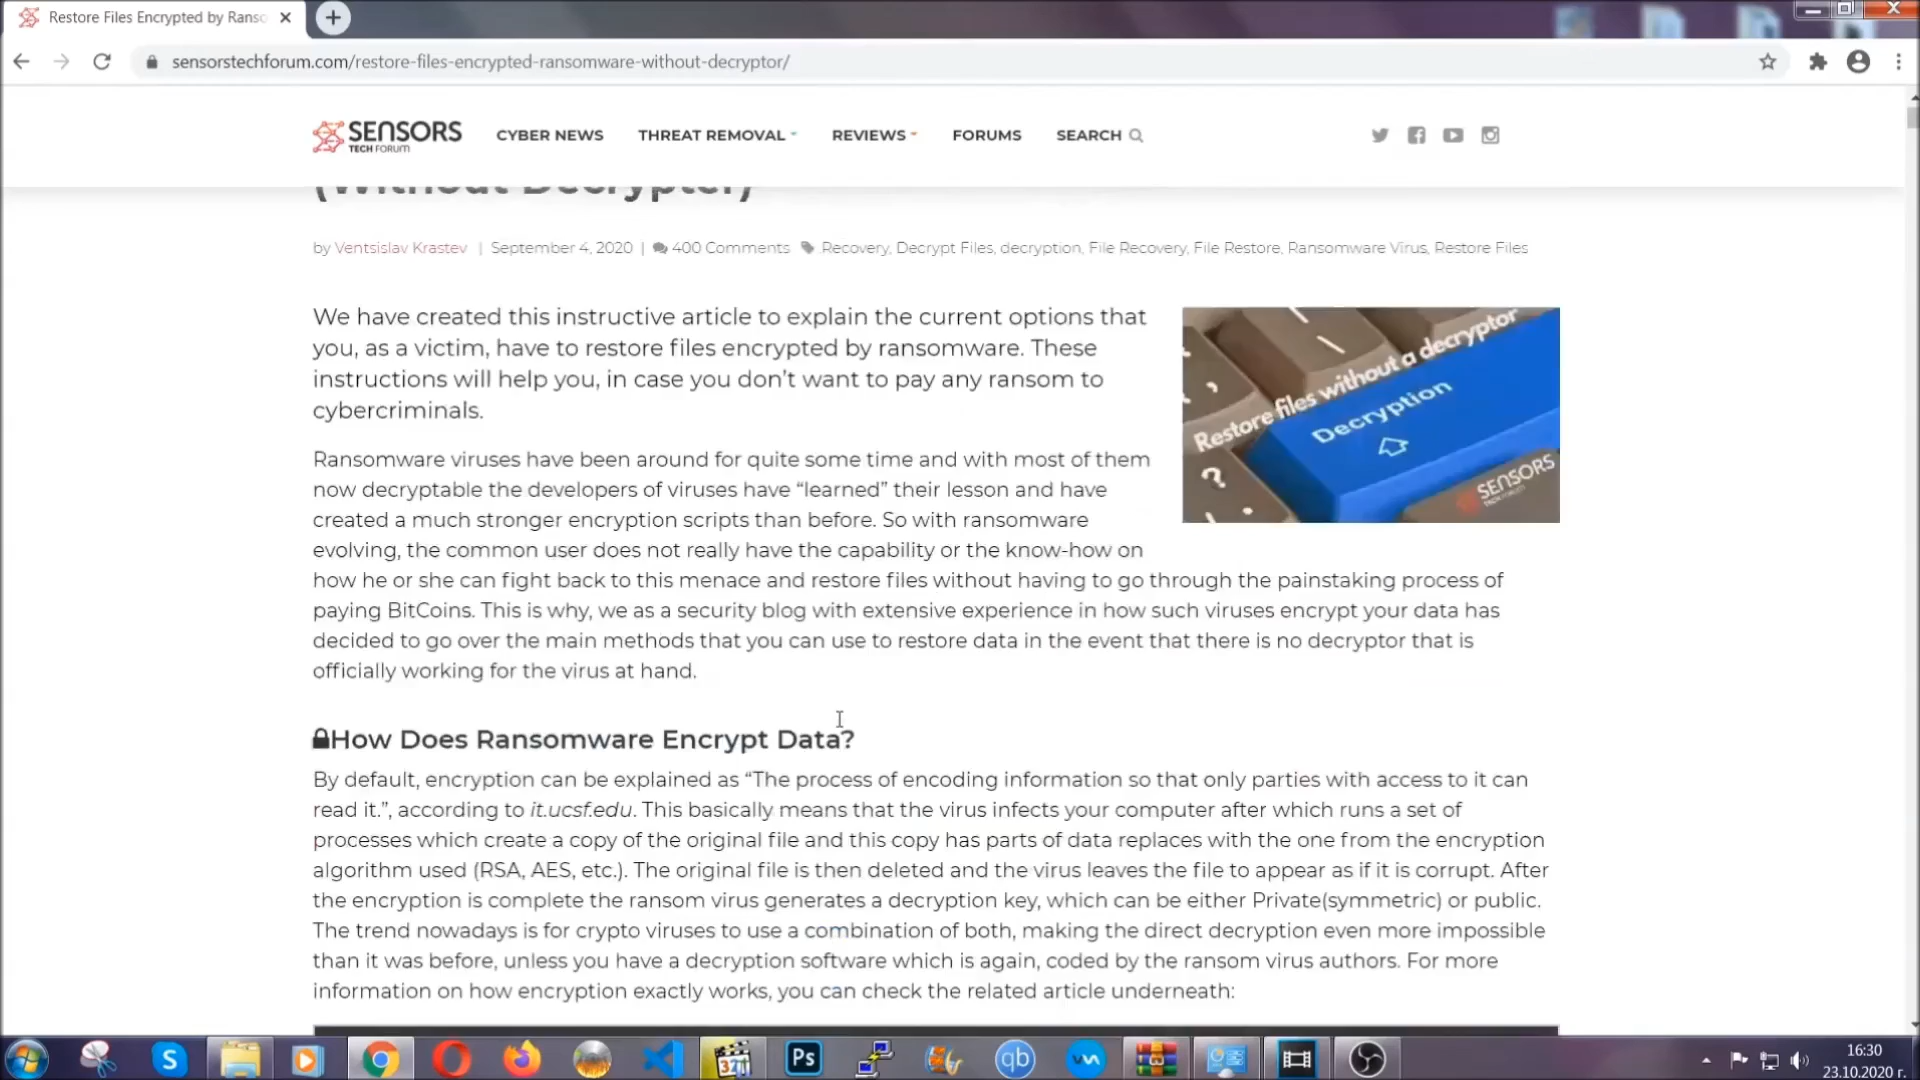 Restore Files Encrypted by Ranso
sensorstechforum.com/restore-files-encrypted-ransomware-without-decryptor/
SENSORS
TECH FORUM
CYBER NEWS THREAT REMOVAL REVIEWS FORUMS SEARCH
(Without Decrypter)
by Ventsislav Krastev | September 4, 2020 | 400 Comments Recovery, Decrypt Files, decryption, File Recovery, File Restore, Ransomware Virus, Restore Files
We have created this instructive article to explain the current options that
you, as a victim, have to restore files encrypted by ransomware. These
instructions will help you, in case you don’t want to pay any ransom to
cybercriminals.
Restore files without a decryptor
Decryption
SENSORS
Ransomware viruses have been around for quite some time and with most of them
now decryptable the developers of viruses have “learned” their lesson and have
created a much stronger encryption scripts than before. So with ransomware
evolving, the common user does not really have the capability or the know-how on
how he or she can fight back to this menace and restore files without having to go through the painstaking process of
paying BitCoins. This is why, we as a security blog with extensive experience in how such viruses encrypt your data has
decided to go over the main methods that you can use to restore data in the event that there is no decryptor that is
officially working for the virus at hand.
How Does Ransomware Encrypt Data?
By default, encryption can be explained as “The process of encoding information so that only parties with access to it can
read it.”, according to it.ucsf.edu. This basically means that the virus infects your computer after which runs a set of
processes which create a copy of the original file and this copy has parts of data replaces with the one from the encryption
algorithm used (RSA, AES, etc.). The original file is then deleted and the virus leaves the file to appear as if it is corrupt. After
the encryption is complete the ransom virus generates a decryption key, which can be either Private(symmetric) or public.
The trend nowadays is for crypto viruses to use a combination of both, making the direct decryption even more impossible
than it was before, unless you have a decryption software which is again, coded by the ransom virus authors. For more
information on how encryption exactly works, you can check the related article underneath:
S
321
Ps
qb
16:30
23.10.2020 г.